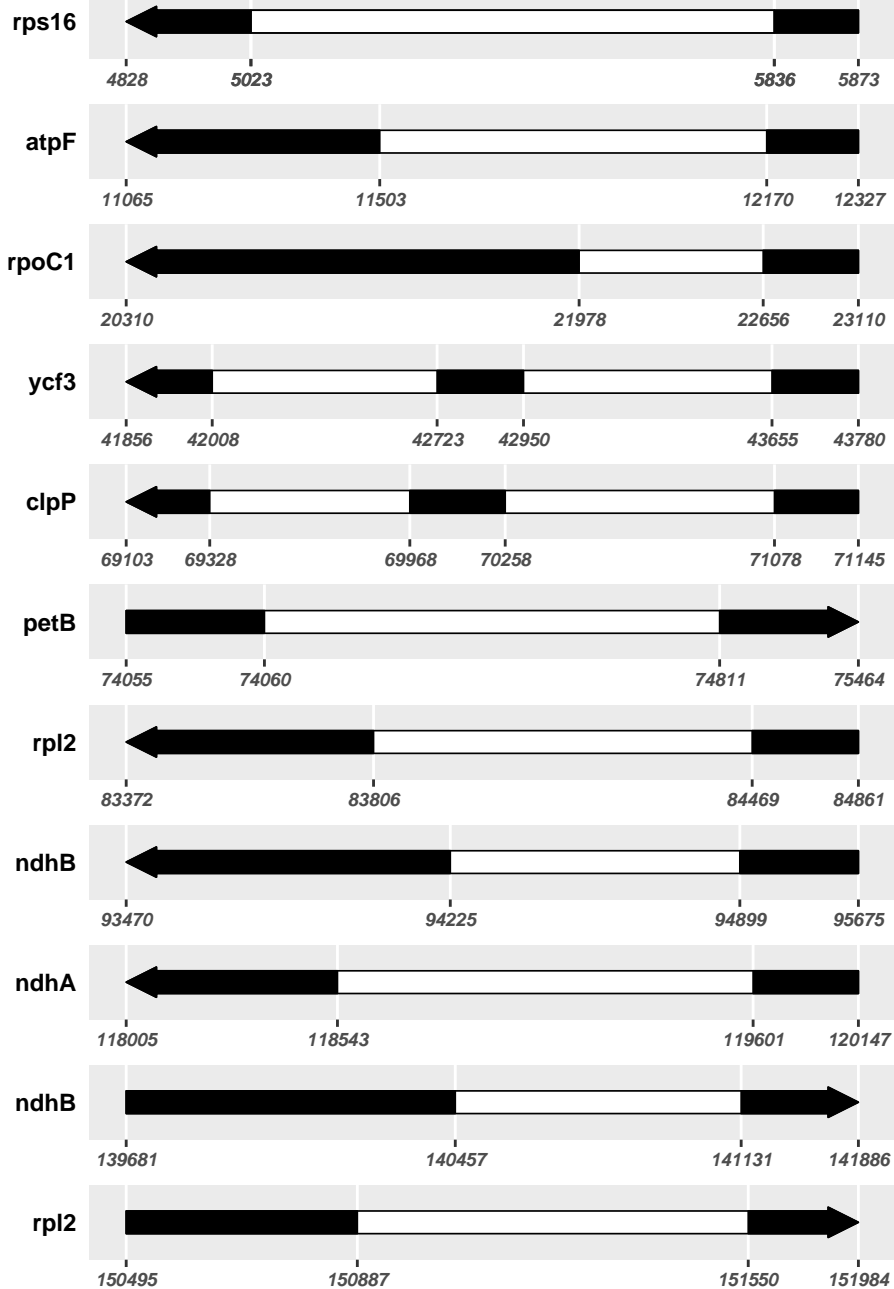 rps16
4828 5023 5836 5873
atpF
11065 11503 12170 12327
rpoC1
20310 21978 22656 23110
ycf3
41856 42008 42723 42950 43655 43780
clpP
69103 69328 69968 70258 71078 71145
petB
74055 74060 74811 75464
rpl2
83372 83806 84469 84861
ndhB
93470 94225 94899 95675
ndhA
118005 118543 119601 120147
ndhB
139681 140457 141131 141886
rpl2
150495 150887 151550 151984